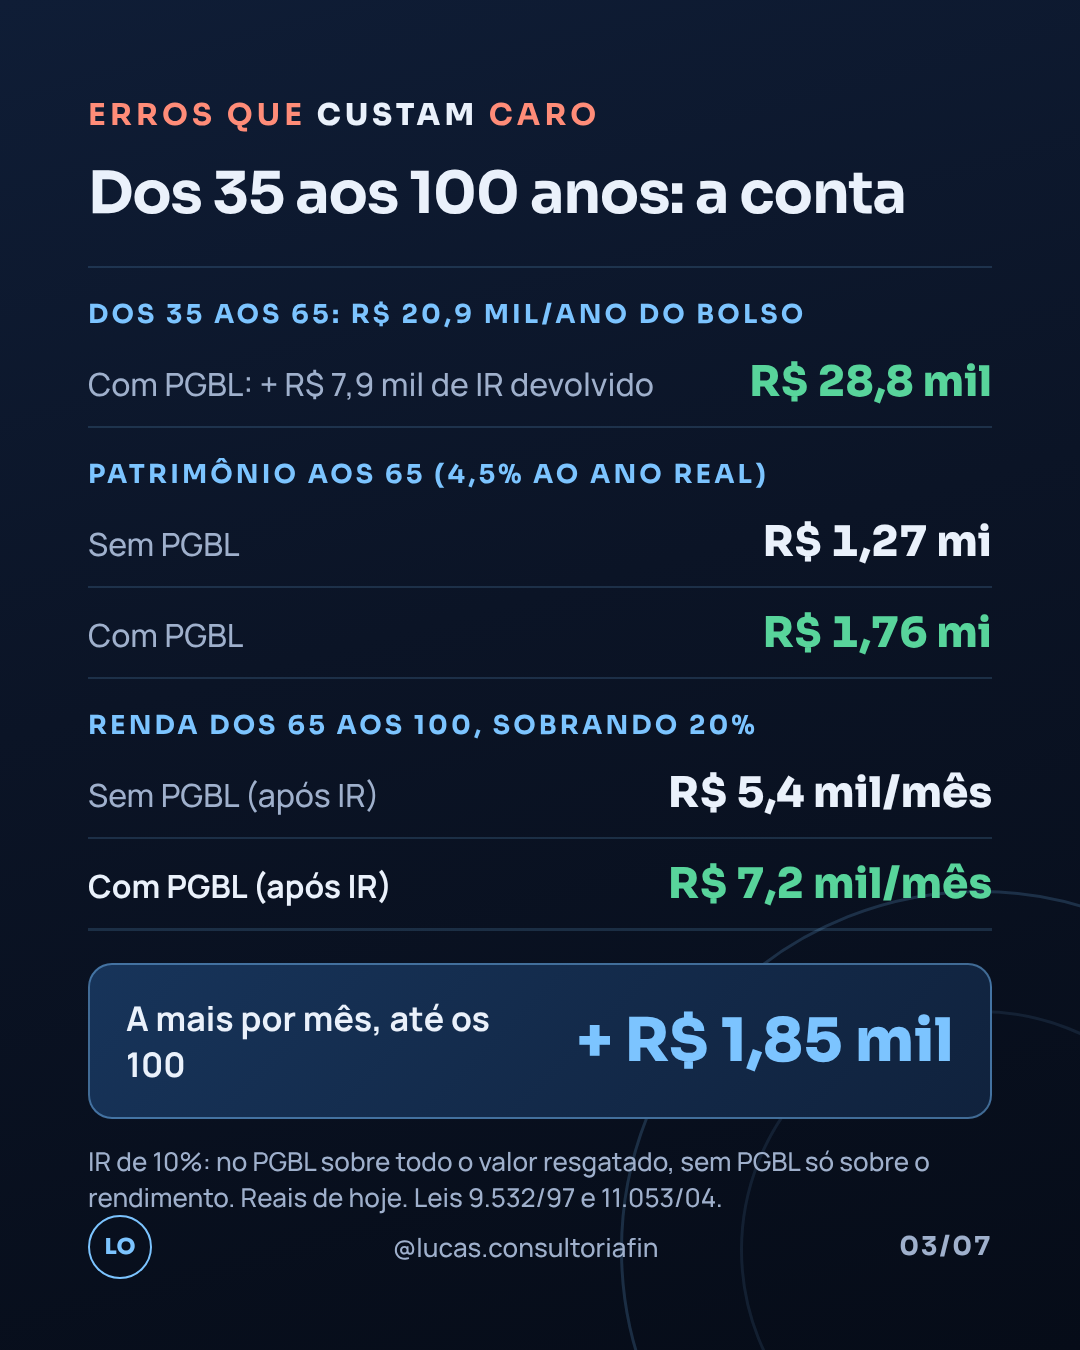 ERROS QUE CUSTAM CARO
Dos 35 aos 100 anos: a conta
DOS 35 AOS 65: R$ 20,9 MIL/ANO DO BOLSO
Com PGBL: + R$ 7,9 mil de IR devolvido R$ 28,8 mil
PATRIMÔNIO AOS 65 (4,5% AO ANO REAL)
Sem PGBL R$ 1,27 mi
Com PGBL R$ 1,76 mi
RENDA DOS 65 AOS 100, SOBRANDO 20%
Sem PGBL (após IR) R$ 5,4 mil/mês
Com PGBL (após IR) R$ 7,2 mil/mês
A mais por mês, até os
100
+ R$ 1,85 mil
IR de 10%: no PGBL sobre todo o valor resgatado, sem PGBL só sobre o
rendimento. Reais de hoje. Leis 9.532/97 e 11.053/04.
LO @lucas.consultoriafin 03/07